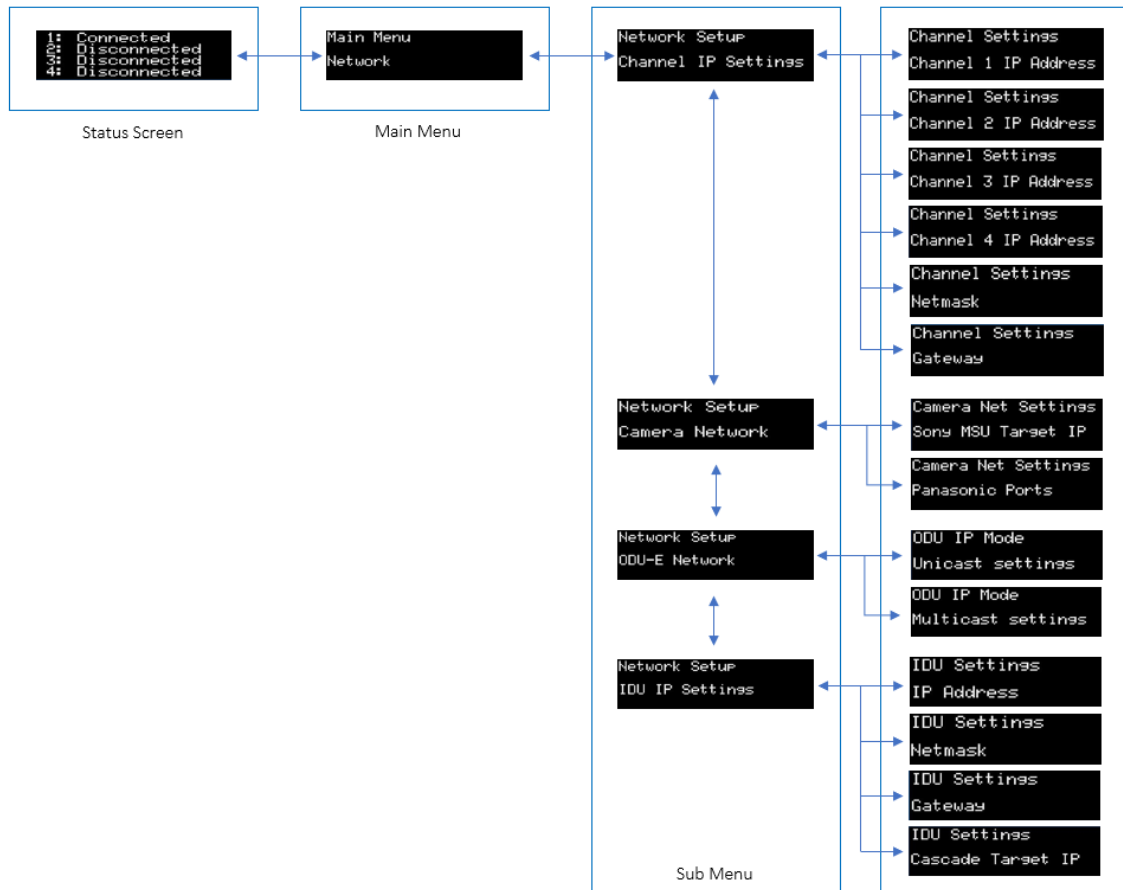 1: Connected
2: Disconnected
3: Disconnected
4: Disconnected
Status Screen
Main Menu
Network
Main Menu
Network Setup
Channel IP Settings
Network Setup
Camera Network
Network Setup
ODU-E Network
Network Setup
IDU IP Settings
Sub Menu
Channel Settings
Channel 1 IP Address
Channel Settings
Channel 2 IP Address
Channel Settings
Channel 3 IP Address
Channel Settings
Channel 4 IP Address
Channel Settings
Netmask
Channel Settings
Gateway
Camera Net Settings
Sony MSU Target IP
Camera Net Settings
Panasonic Ports
ODU IP Mode
Unicast settings
ODU IP Mode
Multicast settings
IDU Settings
IP Address
IDU Settings
Netmask
IDU Settings
Gateway
IDU Settings
Cascade Target IP